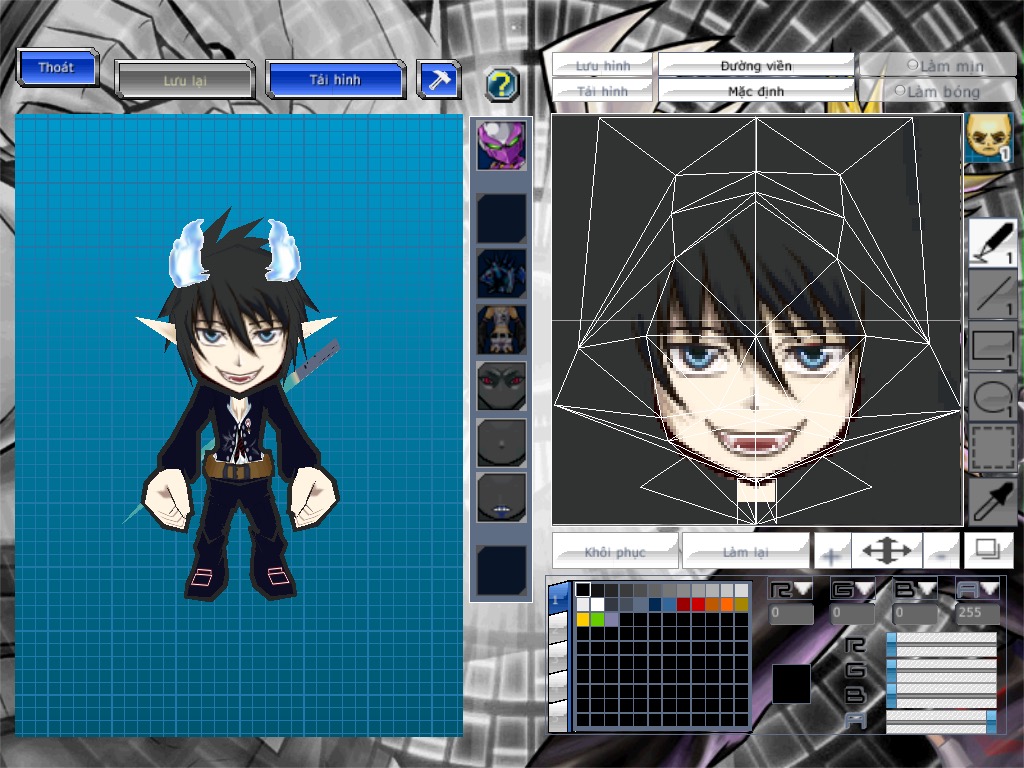 Thoát
Lưu lại
Tải hình
?
Lưu hình
Đường viền
Làm mịn
Tải hình
Mặc định
Làm bóng
1
1
1
1
1
Khôi phục
Làm lại
+
-
1
R
G
B
A
0
0
0
255
R
G
B
A